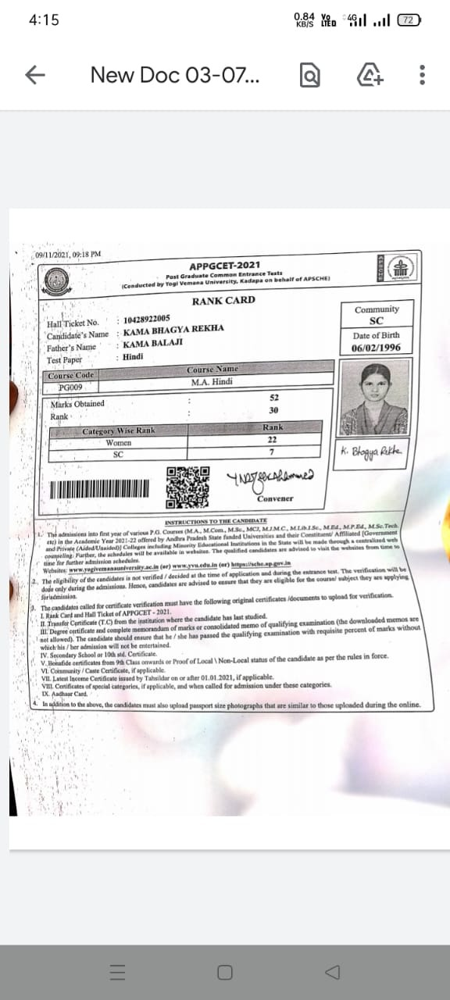 4:15
0.84 KB/S Vo LTE 4G 72
New Doc 03-07...
09/11/2021, 09:18 PM
APPGCET-2021
Post Graduate Common Entrance Tests
(Conducted by Yogi Vemana University, Kadapa on behalf of APSCHE)
APSCHE
RANK CARD
Hall Ticket No. : 10428922005
Candidate's Name : KAMA BHAGYA REKHA
Father's Name : KAMA BALAJI
Test Paper : Hindi
Community
SC
Date of Birth
06/02/1996
Course Code Course Name
PG009 M.A. Hindi
Marks Obtained : 52
Rank : 30
Category Wise Rank Rank
Women 22
SC 7
K. Bhagya Rekha
Convener
INSTRUCTIONS TO THE CANDIDATE
1. The admissions into first year of various P.G. Courses (M.A., M.Com., M.Sc., MCJ, M.J.M.C., M.Lib.I.Sc., M.Ed., M.P.Ed., M.Sc.Tech
etc) in the Academic Year 2021-22 offered by Andhra Pradesh State funded Universities and their Constituent/ Affiliated [Government
and Private (Aided/Unaided)] Colleges including Minority Educational Institutions in the State will be made through a centralized web
counseling. Further, the schedules will be available in websites. The qualified candidates are advised to visit the websites from time to
time for further admission schedules.
Websites: www.yogivemanauniversity.ac.in (or) www.yvu.edu.in (or) https://sche.ap.gov.in
2. The eligibility of the candidates is not verified / decided at the time of application and during the entrance test. The verification will be
done only during the admissions. Hence, candidates are advised to ensure that they are eligible for the course/ subject they are applying
for admission.
3. The candidates called for certificate verification must have the following original certificates /documents to upload for verification.
I. Rank Card and Hall Ticket of APPGCET - 2021.
II. Transfer Certificate (T.C) from the institution where the candidate has last studied.
III. Degree certificate and complete memorandum of marks or consolidated memo of qualifying examination (the downloaded memos are
not allowed). The candidate should ensure that he / she has passed the qualifying examination with requisite percent of marks without
which his / her admission will not be entertained.
IV. Secondary School or 10th std. Certificate.
V. Bonafide certificates from 9th Class onwards or Proof of Local \ Non-Local status of the candidate as per the rules in force.
VI. Community / Caste Certificate, if applicable.
VII. Latest Income Certificate issued by Tahsildar on or after 01.01.2021, if applicable.
VIII. Certificates of special categories, if applicable, and when called for admission under these categories.
IX. Aadhaar Card.
4. In addition to the above, the candidates must also upload passport size photographs that are similar to those uploaded during the online.